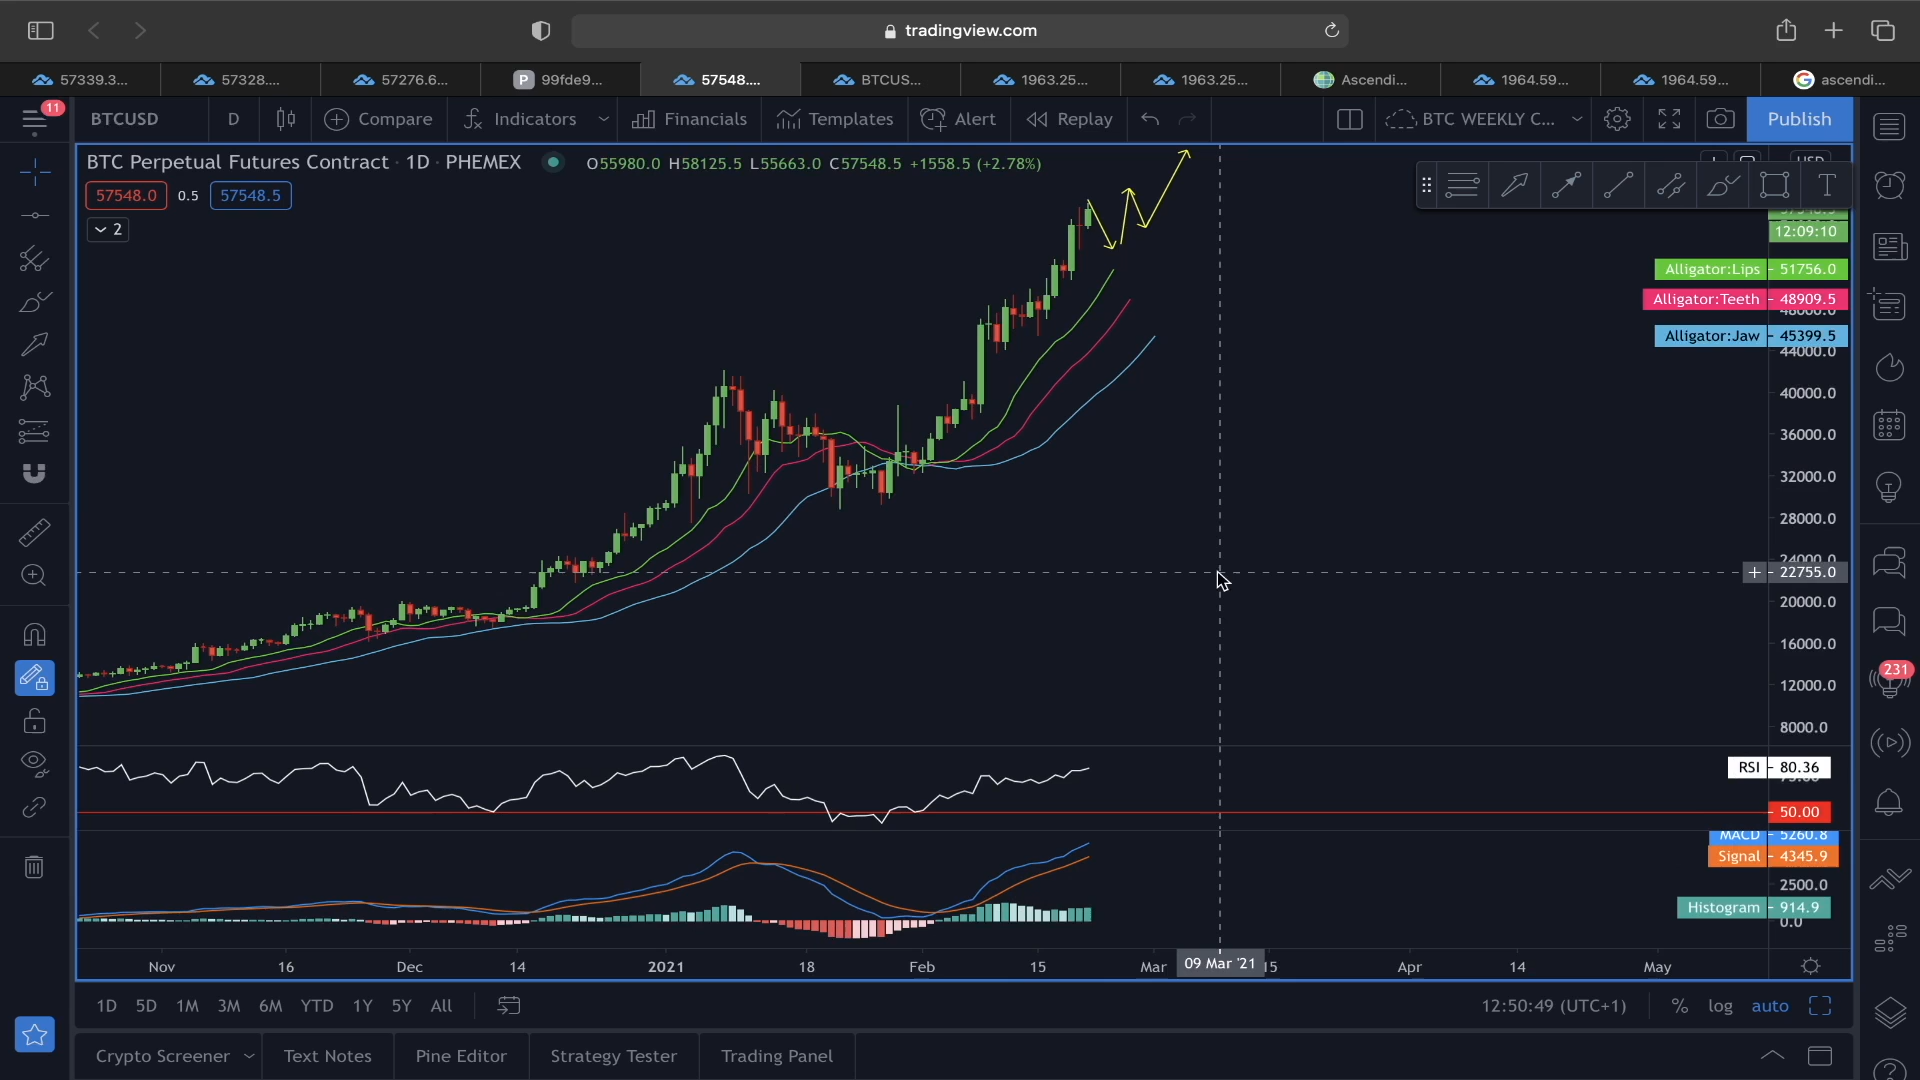 tradingview.com
57339.3...
57328....
57276.6...
P 99fde9...
57548....
BTCUS...
1963.25...
1963.25...
Ascendi...
1964.59...
1964.59...
G ascendi...
11
BTCUSD
D
Compare
Indicators
Financials
Templates
Alert
Replay
BTC WEEKLY C...
Publish
BTC Perpetual Futures Contract · 1D · PHEMEX
O55980.0 H58125.5 L55663.0 C57548.5 +1558.5 (+2.78%)
57548.0 0.5 57548.5
2
T
12:09:10
Alligator:Lips 51756.0
Alligator:Teeth 48909.5
Alligator:Jaw 45399.5
44000.0
40000.0
36000.0
32000.0
28000.0
24000.0
22755.0
20000.0
16000.0
12000.0
8000.0
231
RSI 80.36
50.00
MACD 5260.8
Signal 4345.9
2500.0
Histogram 914.9
0.0
Nov 16 Dec 14 2021 18 Feb 15 Mar 09 Mar '21 15 Apr 14 May
1D 5D 1M 3M 6M YTD 1Y 5Y All
12:50:49 (UTC+1) % log auto
Crypto Screener Text Notes Pine Editor Strategy Tester Trading Panel